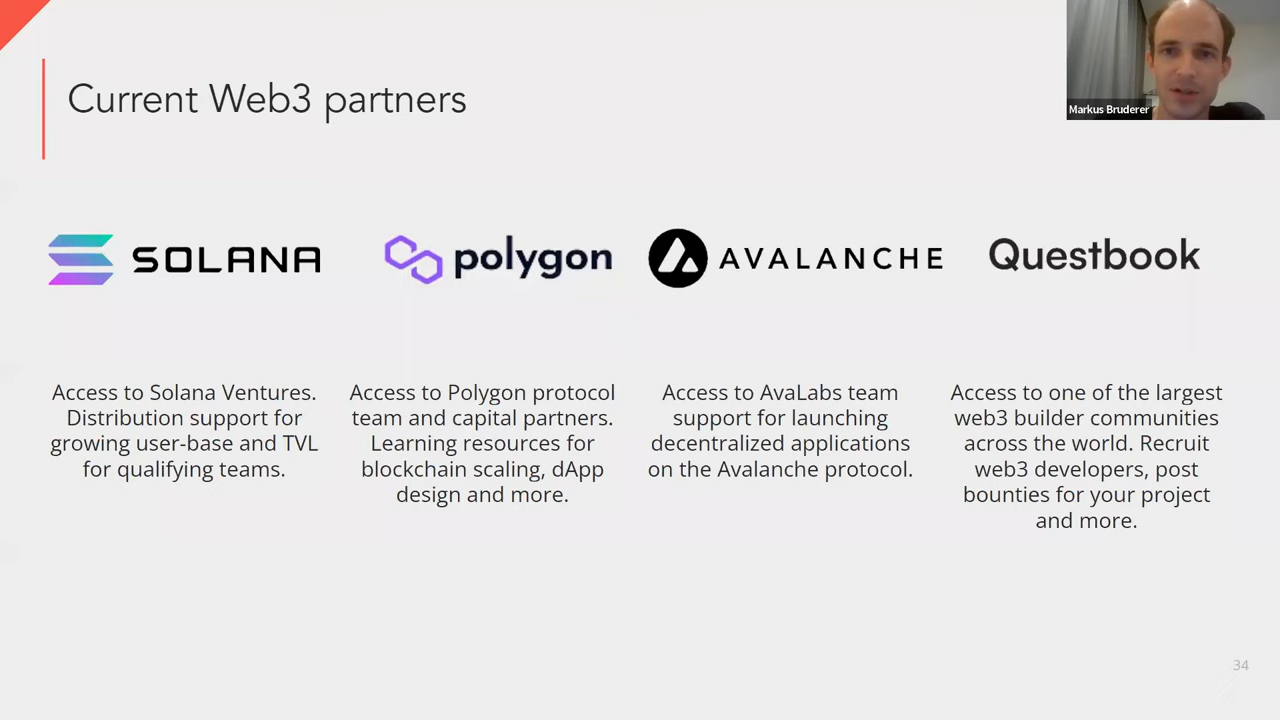 Current Web3 partners
Markus Bruderer
SOLANA
polygon
AVALANCHE
Questbook
Access to Solana Ventures.
Distribution support for
growing user-base and TVL
for qualifying teams.
Access to Polygon protocol
team and capital partners.
Learning resources for
blockchain scaling, dApp
design and more.
Access to AvaLabs team
support for launching
decentralized applications
on the Avalanche protocol.
Access to one of the largest
web3 builder communities
across the world. Recruit
web3 developers, post
bounties for your project
and more.
34